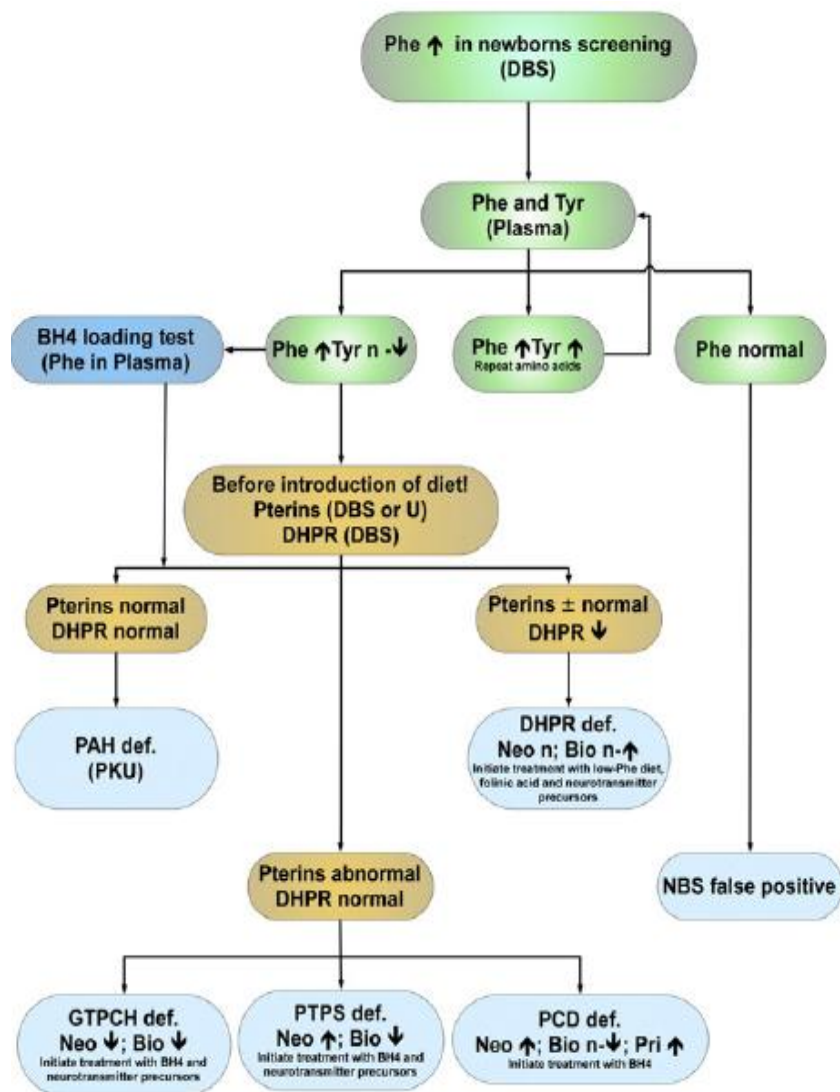 Phe ↑ in newborns screening
(DBS)
Phe and Tyr
(Plasma)
BH4 loading test
(Phe in Plasma)
Phe ↑Tyr n -↓
Phe ↑Tyr ↑
Repeat amino acids
Phe normal
Before introduction of diet!
Pterins (DBS or U)
DHPR (DBS)
Pterins normal
DHPR normal
Pterins ± normal
DHPR ↓
PAH def.
(PKU)
DHPR def.
Neo n; Bio n-↑
Initiate treatment with low-Phe diet,
folinic acid and neurotransmitter
precursors
Pterins abnormal
DHPR normal
NBS false positive
GTPCH def.
Neo ↓; Bio ↓
Initiate treatment with BH4 and
neurotransmitter precursors
PTPS def.
Neo ↑; Bio ↓
Initiate treatment with BH4 and
neurotransmitter precursors
PCD def.
Neo ↑; Bio n-↓; Pri ↑
Initiate treatment with BH4